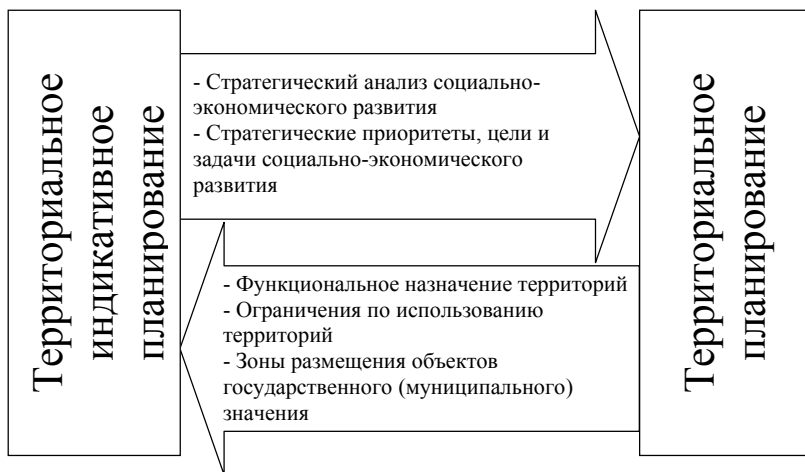 Территориальное
индикативное
планирование
- Стратегический анализ социально-
экономического развития
- Стратегические приоритеты, цели и
задачи социально-экономического
развития
- Функциональное назначение территорий
- Ограничения по использованию
территорий
- Зоны размещения объектов
государственного (муниципального)
значения
Территориальное
планирование